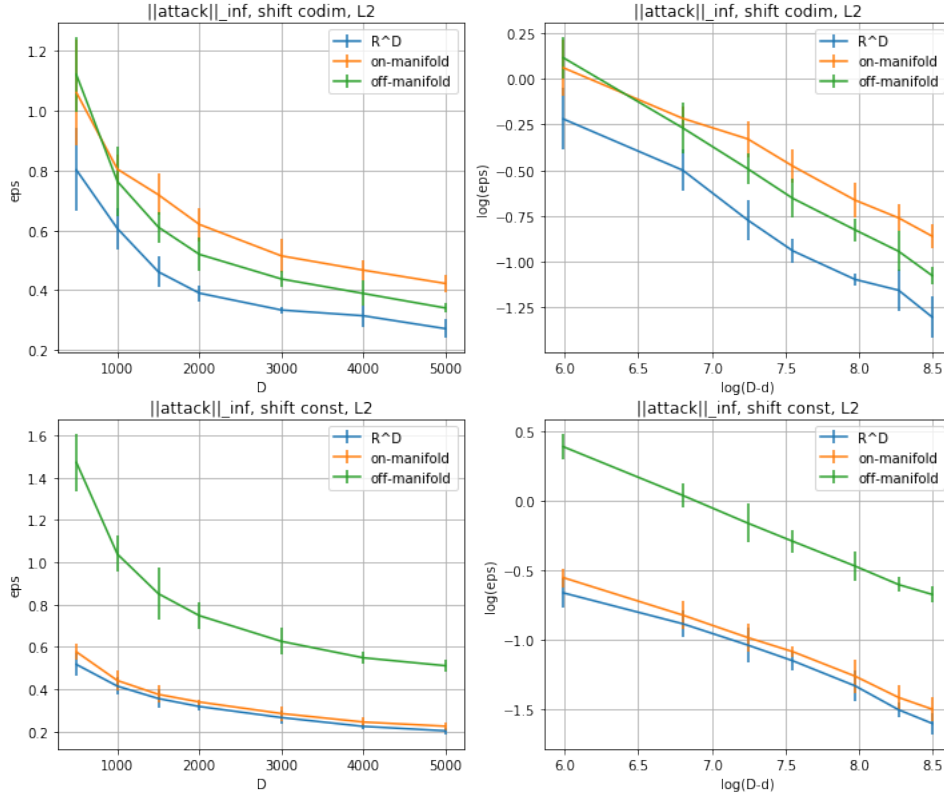 ||attack||_inf, shift codim, L2
eps
1.2
1.0
0.8
0.6
0.4
0.2
R^D
on-manifold
off-manifold
1000 2000 3000 4000 5000
D
||attack||_inf, shift codim, L2
log(eps)
0.25
0.00
−0.25
−0.50
−0.75
−1.00
−1.25
R^D
on-manifold
off-manifold
6.0 6.5 7.0 7.5 8.0 8.5
log(D-d)
||attack||_inf, shift const, L2
eps
1.6
1.4
1.2
1.0
0.8
0.6
0.4
0.2
R^D
on-manifold
off-manifold
1000 2000 3000 4000 5000
D
||attack||_inf, shift const, L2
log(eps)
0.5
0.0
−0.5
−1.0
−1.5
R^D
on-manifold
off-manifold
6.0 6.5 7.0 7.5 8.0 8.5
log(D-d)